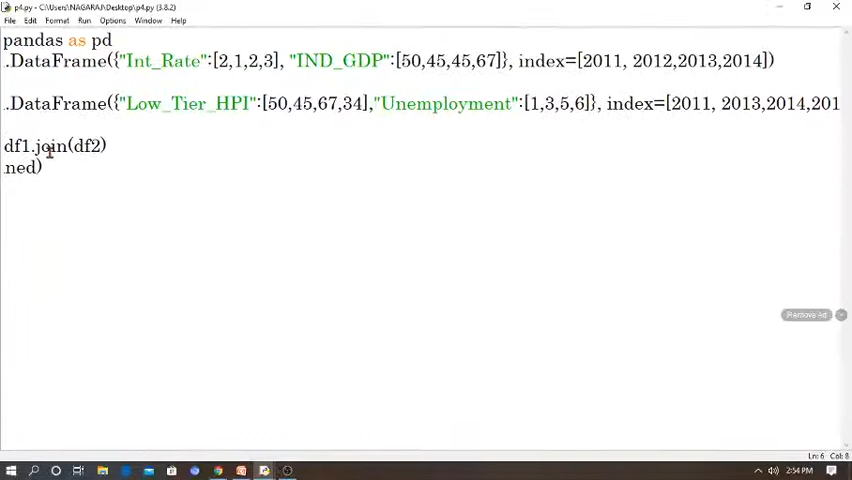 p4.py - C:\Users\NAGARAJ\Desktop\p4.py (3.8.2)
File Edit Format Run Options Window Help
pandas as pd
.DataFrame({"Int_Rate":[2,1,2,3], "IND_GDP":[50,45,45,67]}, index=[2011, 2012,2013,2014])
.DataFrame({"Low_Tier_HPI":[50,45,67,34],"Unemployment":[1,3,5,6]}, index=[2011, 2013,2014,201
df1.join(df2)
ned)
Remove Ad
Ln: 6 Col: 8
2:54 PM